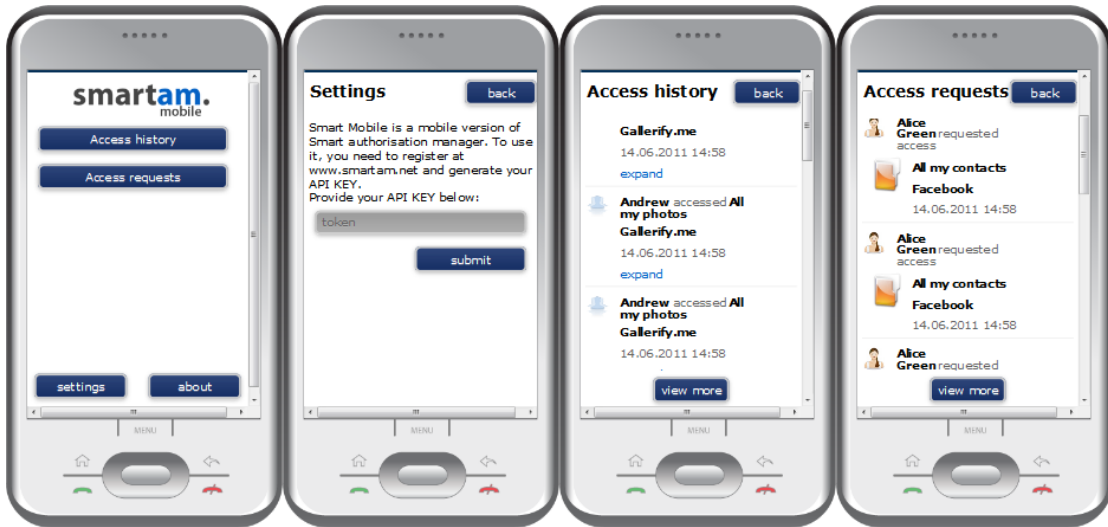 smartam.
mobile
Access history
Access requests
settings
about
MENU
Settings
back
Smart Mobile is a mobile version of
Smart authorisation manager. To use
it, you need to register at
www.smartam.net and generate your
API KEY.
Provide your API KEY below:
token
submit
MENU
Access history
back
Gallerify.me
14.06.2011 14:58
expand
Andrew accessed All
my photos
Gallerify.me
14.06.2011 14:58
expand
Andrew accessed All
my photos
Gallerify.me
14.06.2011 14:58
view more
MENU
Access requests
back
Alice
Green requested
access
All my contacts
Facebook
14.06.2011 14:58
Alice
Green requested
access
All my contacts
Facebook
14.06.2011 14:58
Alice
Green requested
view more
MENU